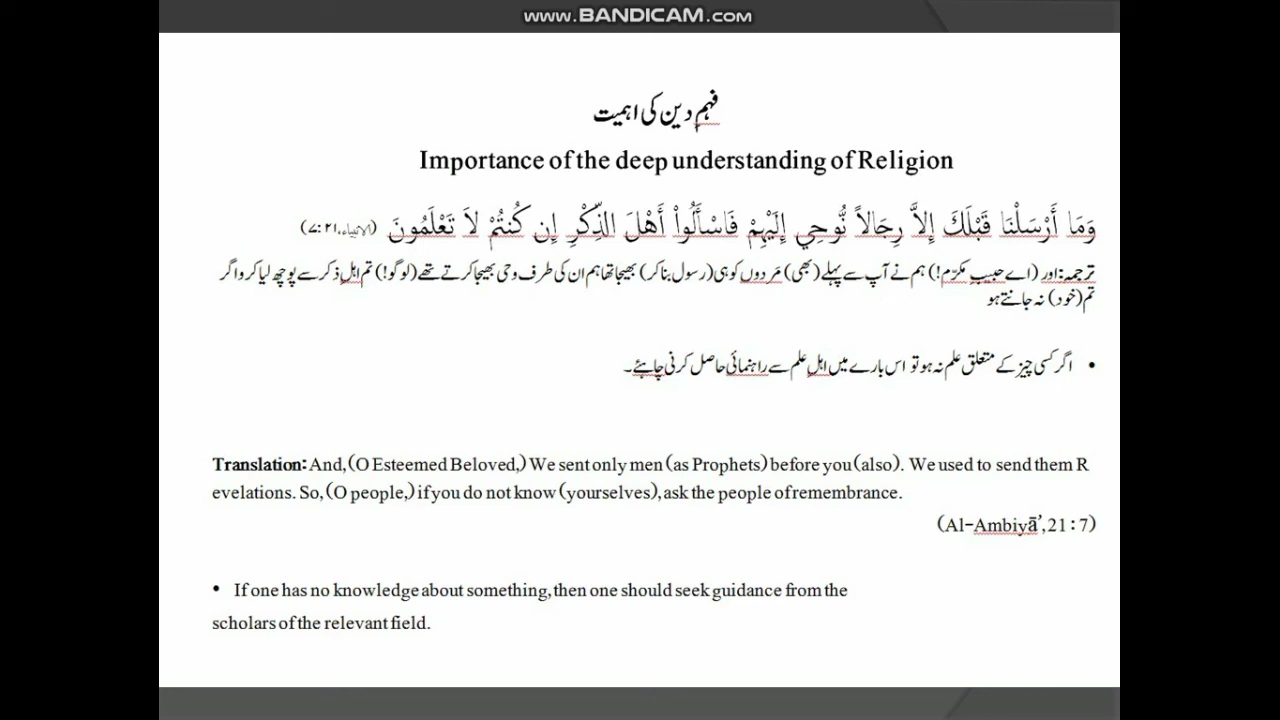 www.BANDICAM.com
فہمِ دین کی اہمیت
Importance of the deep understanding of Religion
وَمَا أَرْسَلْنَا قَبْلَكَ إِلاَّ رِجَالاً نُّوحِي إِلَيْهِمْ فَاسْأَلُواْ أَهْلَ الذِّكْرِ إِن كُنتُمْ لاَ تَعْلَمُونَ (الانبیاء، ۲۱:۷)
ترجمہ: اور (اے حبیبِ مکرّم!) ہم نے آپ سے پہلے (بھی) مَردوں کو ہی (رسول بنا کر) بھیجا تھا ہم ان کی طرف وحی بھیجا کرتے تھے (لوگو!) تم اہلِ ذکر سے پوچھ لیا کرو اگر
تم (خود) نہ جانتے ہو
• اگر کسی چیز کے متعلق علم نہ ہو تو اس بارے میں اہلِ علم سے راہنمائی حاصل کرنی چاہئے۔
Translation: And, (O Esteemed Beloved,) We sent only men (as Prophets) before you (also). We used to send them R
evelations. So, (O people,) if you do not know (yourselves), ask the people of remembrance.
(Al-Ambiyā’, 21 : 7)
• If one has no knowledge about something, then one should seek guidance from the
scholars of the relevant field.